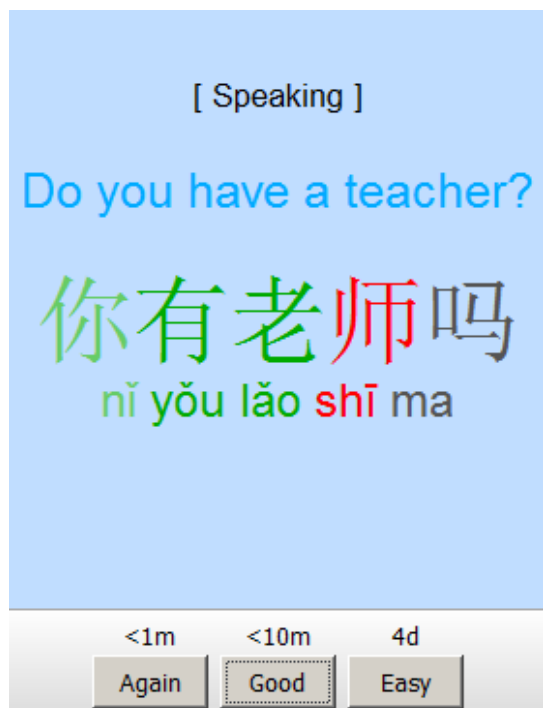 [ Speaking ]
Do you have a teacher?
你有老师吗
nǐ yǒu lǎo shī ma
<1m <10m 4d
Again Good Easy